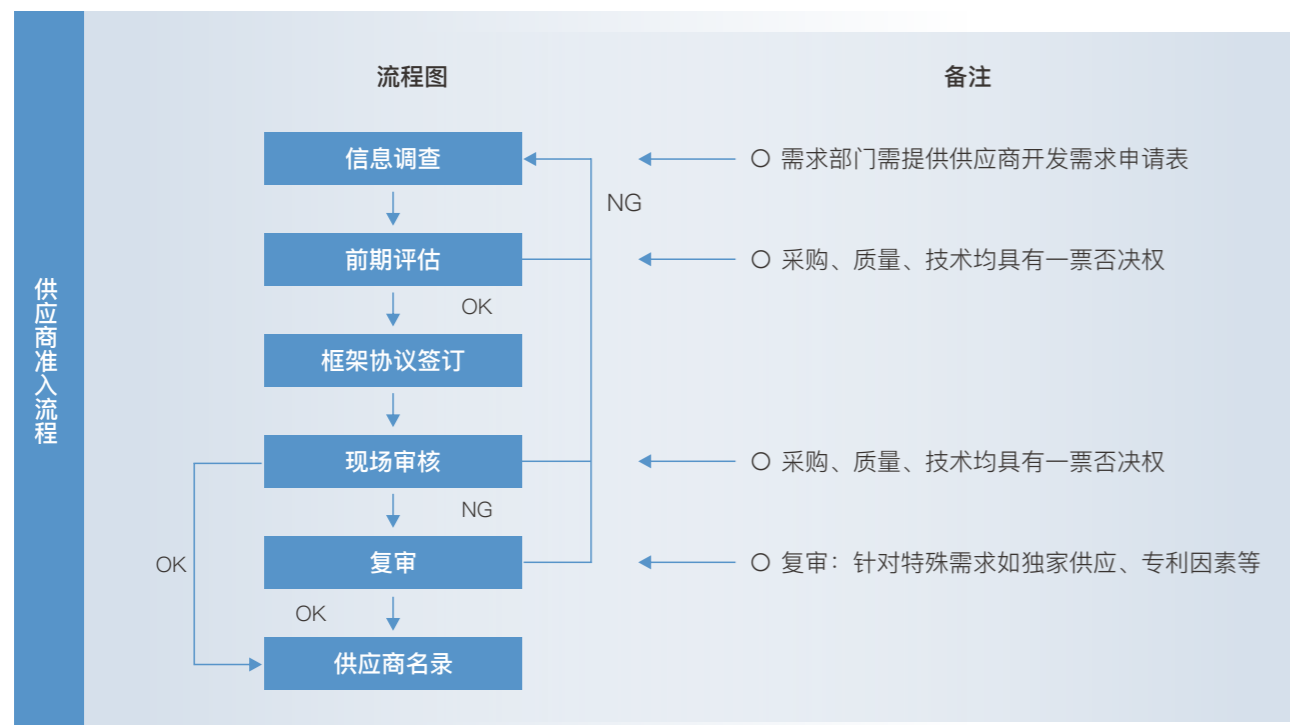 供应商准入流程
流程图
备注
信息调查
〇 需求部门需提供供应商开发需求申请表
NG
前期评估
〇 采购、质量、技术均具有一票否决权
OK
框架协议签订
现场审核
〇 采购、质量、技术均具有一票否决权
NG
OK
复审
〇 复审：针对特殊需求如独家供应、专利因素等
OK
供应商名录